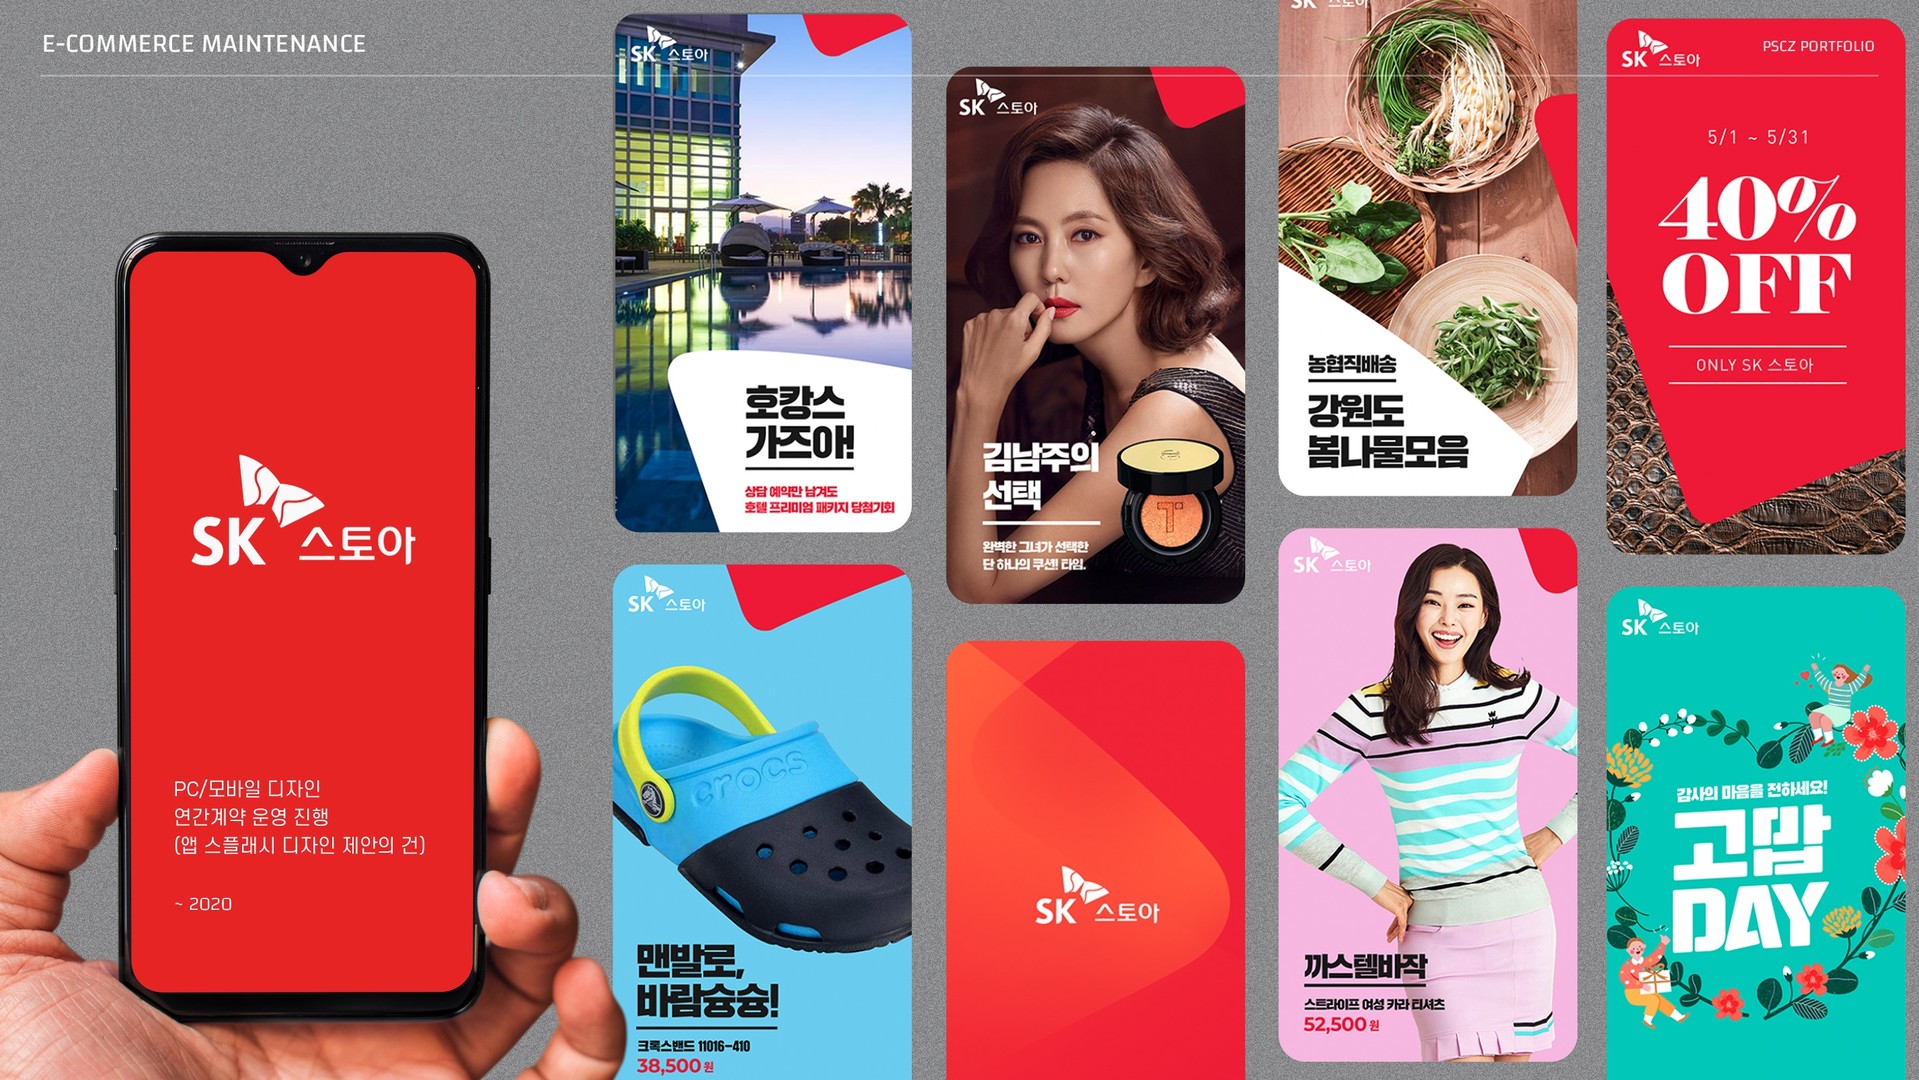 E-COMMERCE MAINTENANCE
PSCZ PORTFOLIO
SK 스토아
PC/모바일 디자인
연간계약 운영 진행
(앱 스플래시 디자인 제안의 건)
~ 2020
SK 스토아
호캉스
가즈아!
상담 예약만 남겨도
호텔 프리미엄 패키지 당첨기회
SK 스토아
crocs
맨발로,
바람슝슝!
크록스밴드 11016-410
38,500원
SK 스토아
김남주의
선택
완벽한 그녀가 선택한
단 하나의 쿠션! 타임.
SK 스토아
SK 스토아
농협직배송
강원도
봄나물모음
SK 스토아
까스텔바작
스트라이프 여성 카라 티셔츠
52,500원
SK 스토아
5/1 ~ 5/31
40%
OFF
ONLY SK 스토아
SK 스토아
감사의 마음을 전하세요!
고맙
DAY